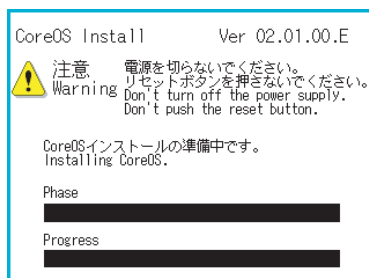 CoreOS Install Ver 02.01.00.E
注意 電源を切らないでください。
Warning リセットボタンを押さないでください。
Don't turn off the power supply.
Don't push the reset button.
CoreOSインストールの準備中です。
Installing CoreOS.
Phase
Progress